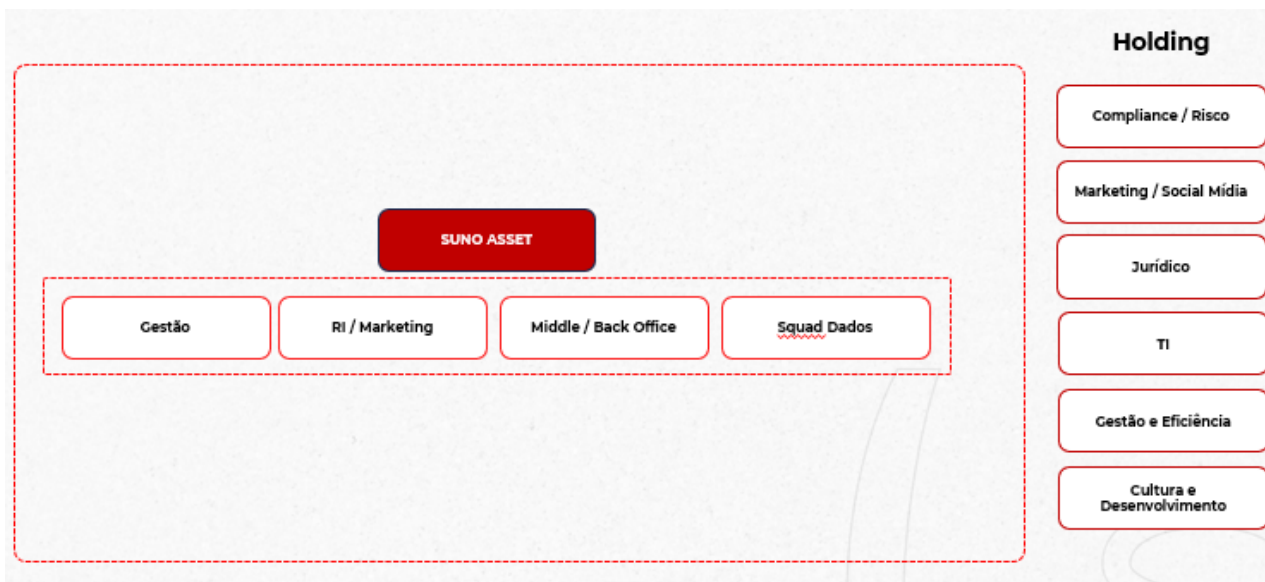 Holding
Compliance / Risco
Marketing / Social Mídia
SUNO ASSET
Jurídico
Gestão
RI / Marketing
Middle / Back Office
Squad Dados
TI
Gestão e Eficiência
Cultura e
Desenvolvimento